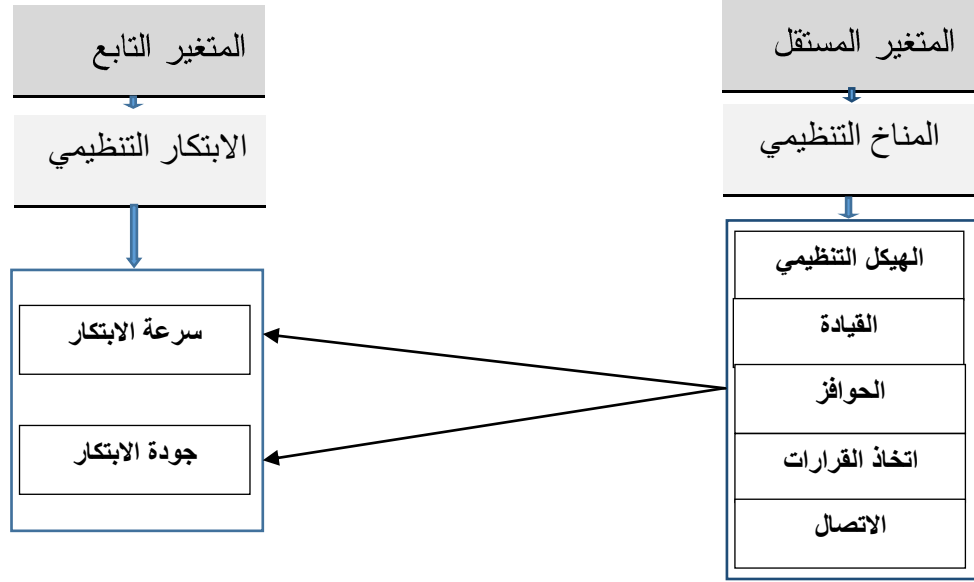 المتغير المستقل
المناخ التنظيمي
الهيكل التنظيمي
القيادة
الحوافز
اتخاذ القرارات
الاتصال
المتغير التابع
الابتكار التنظيمي
سرعة الابتكار
جودة الابتكار